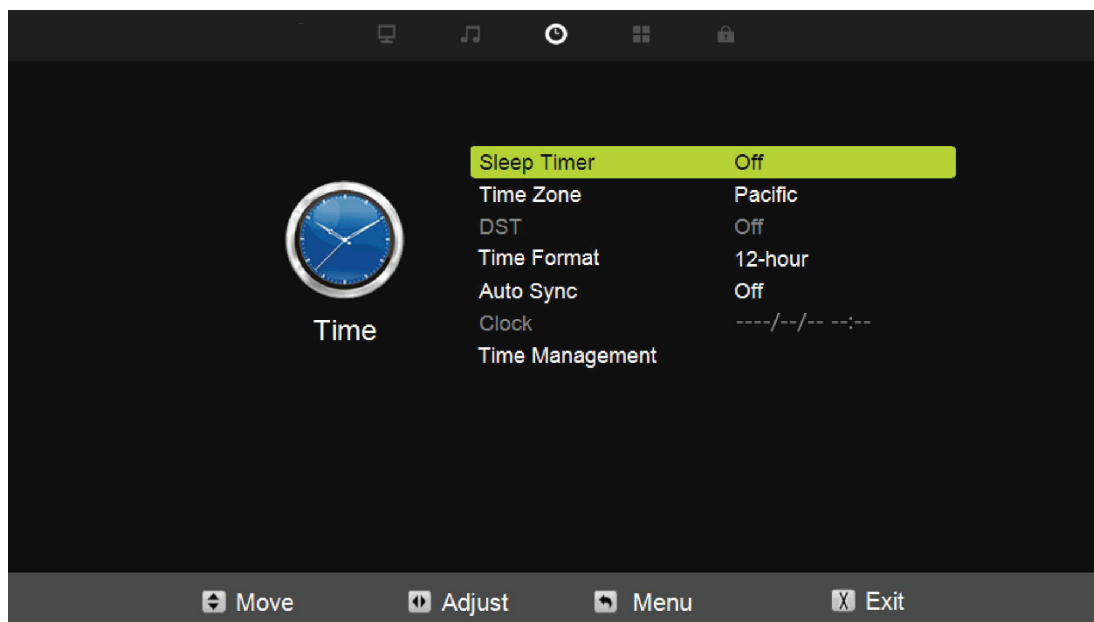 Sleep Timer Off
Time Zone Pacific
DST Off
Time Format 12-hour
Auto Sync Off
Clock ----/--/-- --:--
Time Management
Time
Move Adjust Menu X Exit